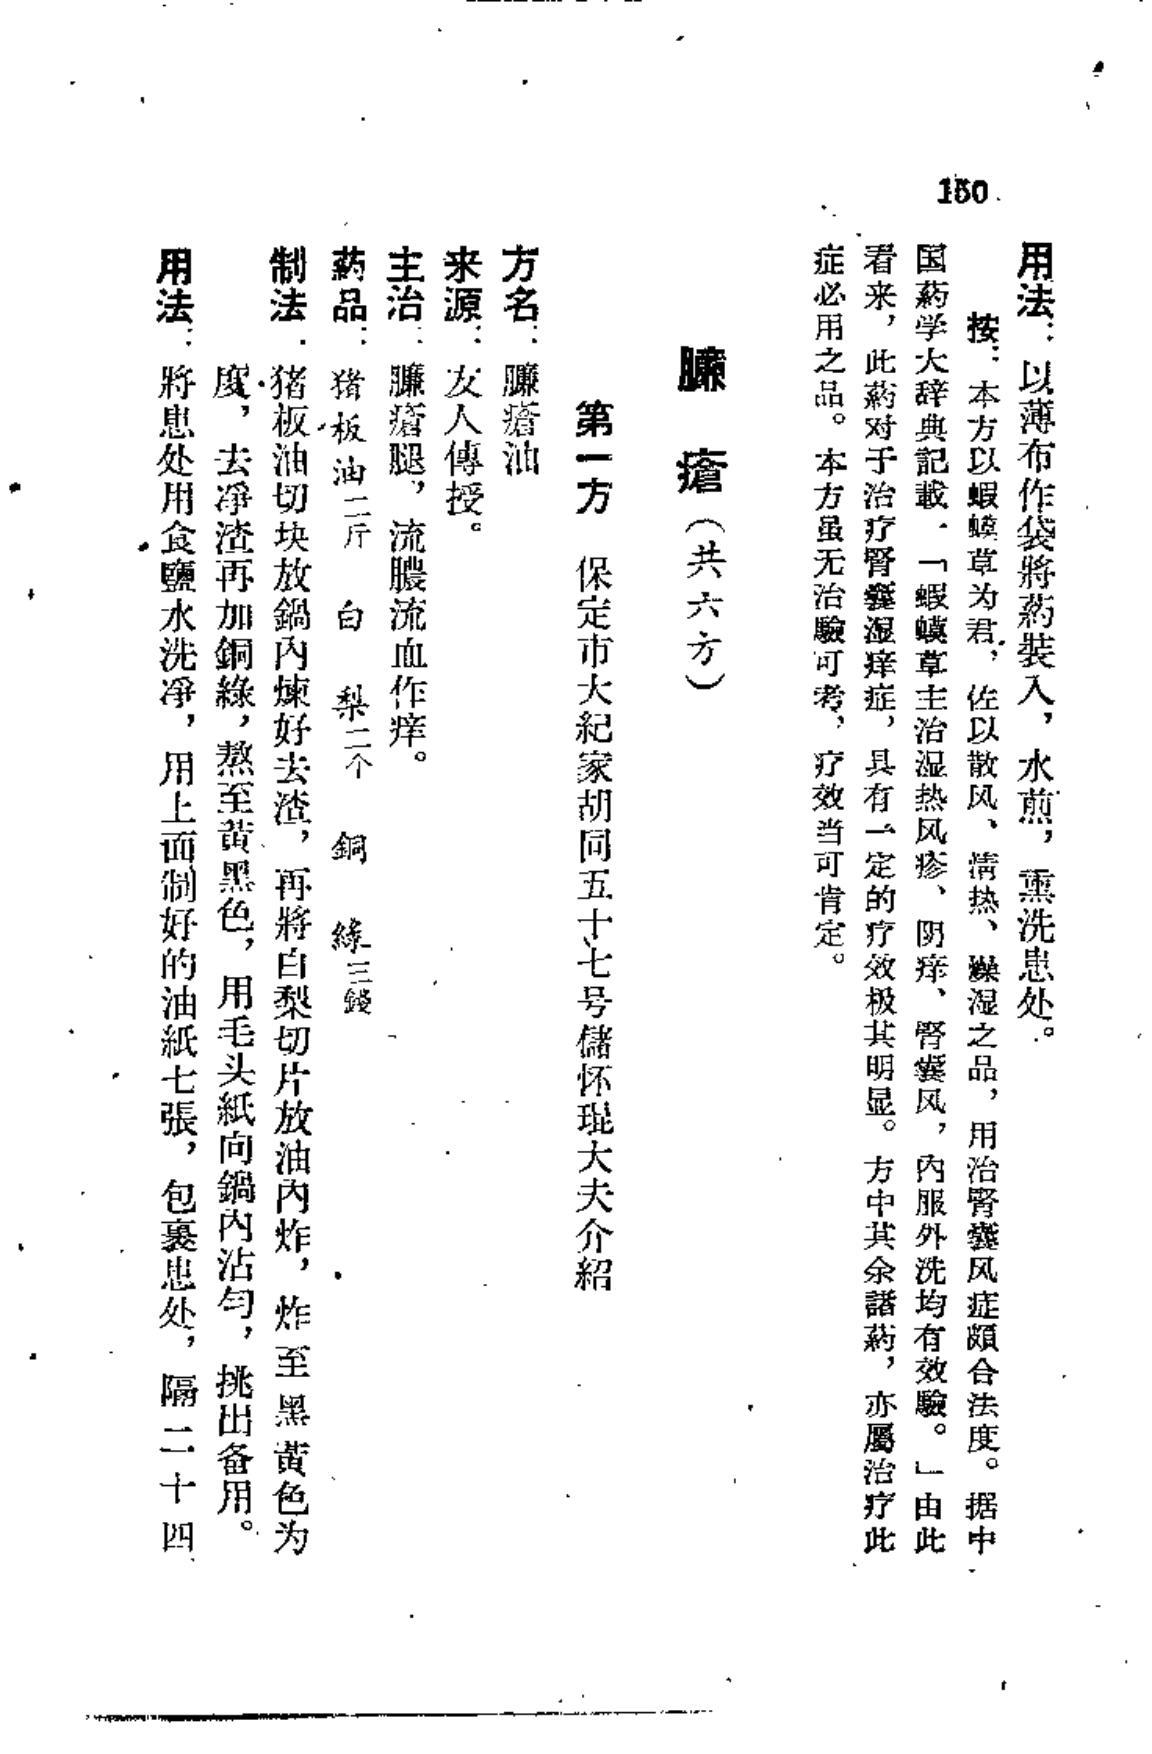 150
用法：以薄布作袋將葯裝入，水煎，熏洗患处。
按：本方以蝦蟆草为君，佐以散风、清热、燥湿之品，用治腎囊风症頗合法度。据中
国葯学大辞典記載．「蝦蟆草主治湿热风疹、阴痒、腎囊风，內服外洗均有效驗。」由此
看来，此葯对于治疗腎囊湿痒症，具有一定的疗效极其明显。方中其余諸葯，亦屬治疗此
症必用之品。本方虽无治驗可考，疗效当可肯定。
臁瘡（共六方）
第一方 保定市大紀家胡同五十七号儲怀琨大夫介紹
方名：臁瘡油
来源：友人傳授。
主治：臁瘡腿，流膿流血作痒。
葯品：猪板油二斤 白梨二个 銅綠三錢
制法：猪板油切块放鍋內煉好去渣，再將白梨切片放油內炸，炸至黑黃色为
度，去凈渣再加銅綠，熬至黃黑色，用毛头紙向鍋內沾匀，挑出备用。
用法：將患处用食鹽水洗凈，用上面制好的油紙七張，包裹患处，隔二十四